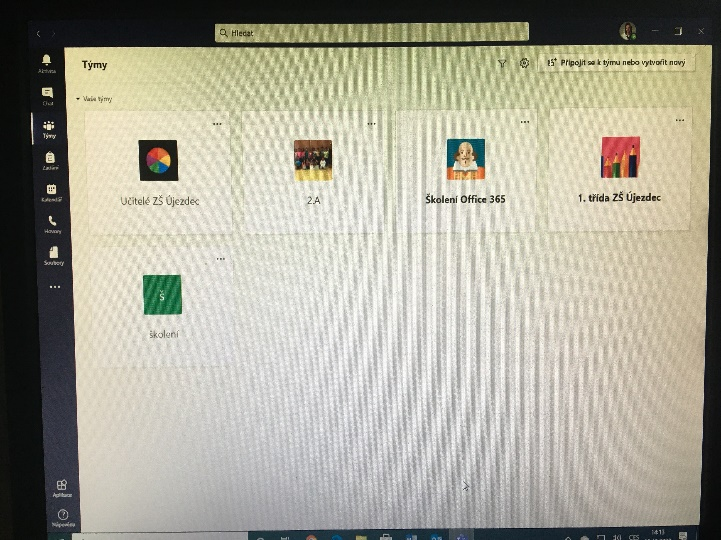 Hledat
Týmy
Připojit se k týmu nebo vytvořit nový
Vaše týmy
Aktivita
Chat
Týmy
Zadání
Kalendář
Hovory
Soubory
Učitelé ZŠ Újezdec
2.A
Školení Office 365
1. třída ZŠ Újezdec
Š
školení
Aplikace
Nápověda
CES
14:13